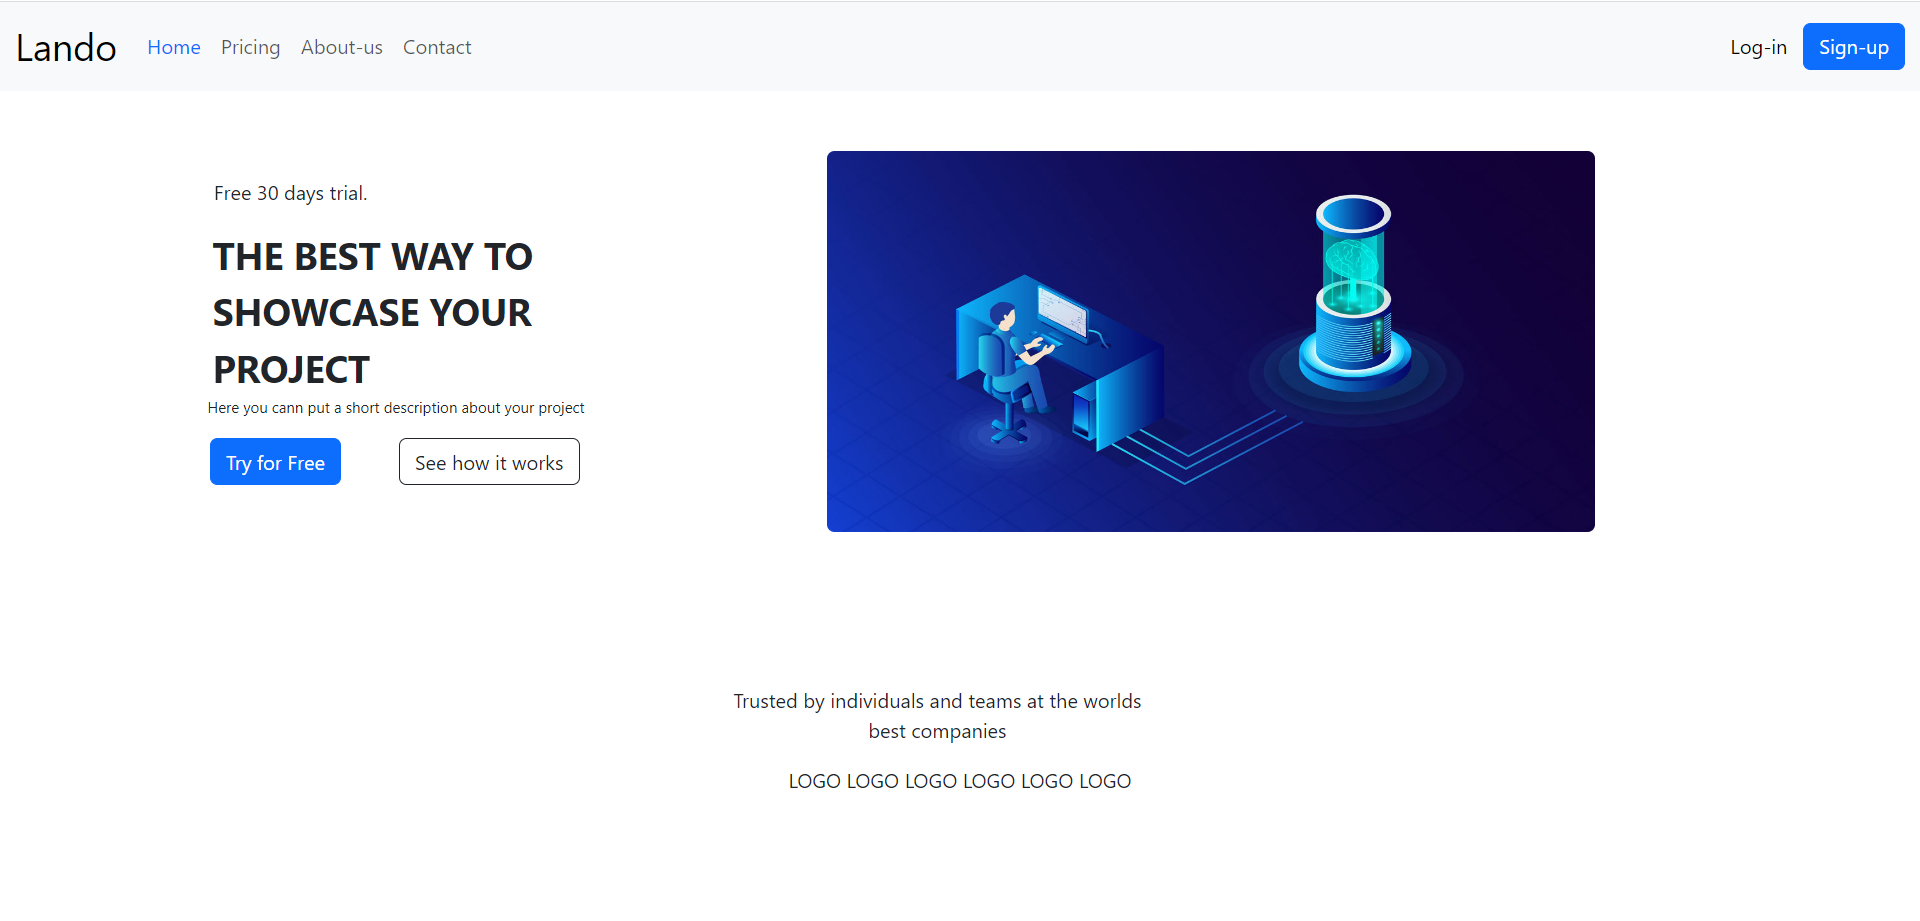 Lando Home Pricing About-us Contact Log-in Sign-up
Free 30 days trial.
THE BEST WAY TO
SHOWCASE YOUR
PROJECT
Here you cann put a short description about your project
Try for Free See how it works
Trusted by individuals and teams at the worlds
best companies
LOGO LOGO LOGO LOGO LOGO LOGO